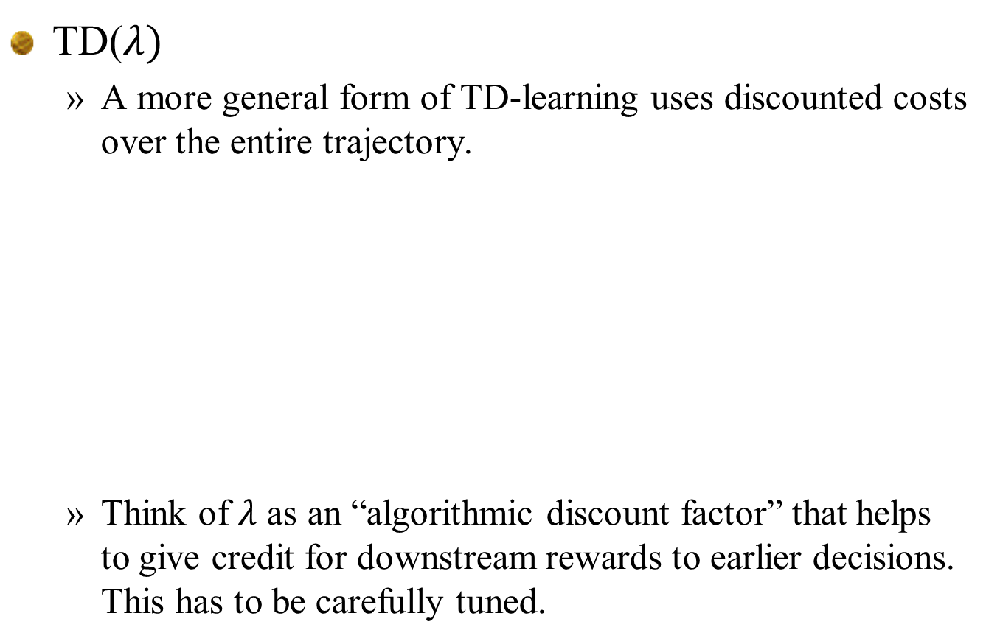 TD(λ)
» A more general form of TD-learning uses discounted costs
over the entire trajectory.
» Think of λ as an “algorithmic discount factor” that helps
to give credit for downstream rewards to earlier decisions.
This has to be carefully tuned.